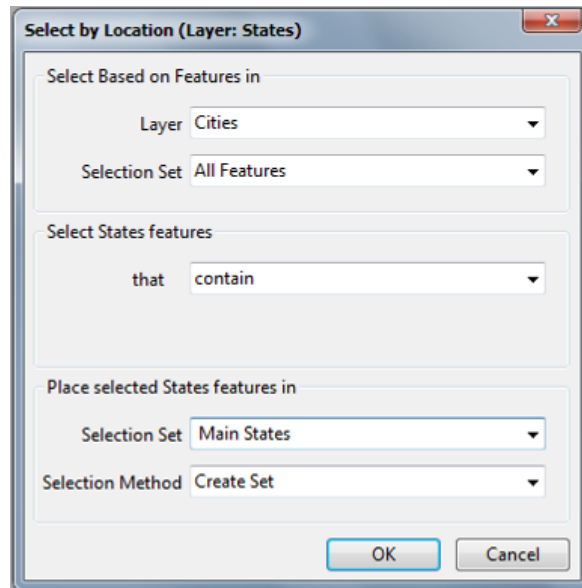 Select by Location (Layer: States)
Select Based on Features in
Layer Cities
Selection Set All Features
Select States features
that contain
Place selected States features in
Selection Set Main States
Selection Method Create Set
OK Cancel